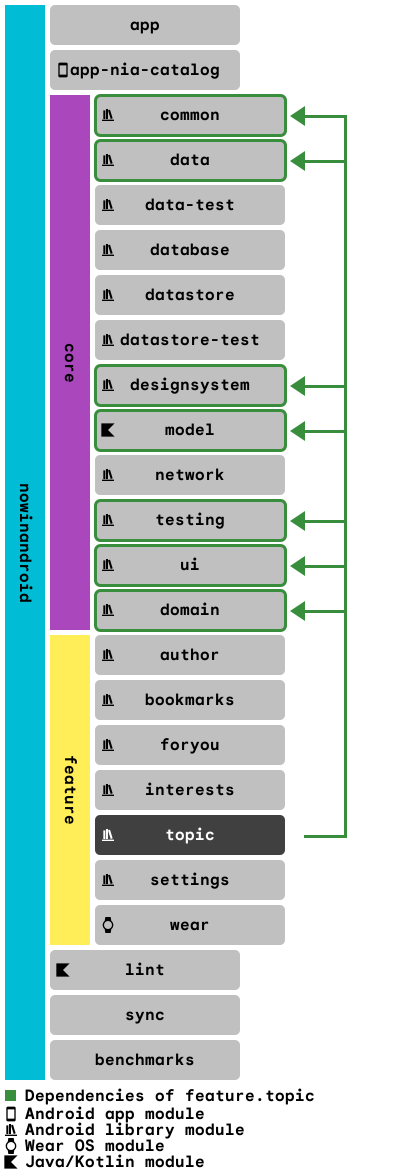 nowinandroid
app
app-nia-catalog
core
common
data
data-test
database
datastore
datastore-test
designsystem
model
network
testing
ui
domain
feature
author
bookmarks
foryou
interests
topic
settings
wear
lint
sync
benchmarks
Dependencies of feature.topic
Android app module
Android library module
Wear OS module
Java/Kotlin module